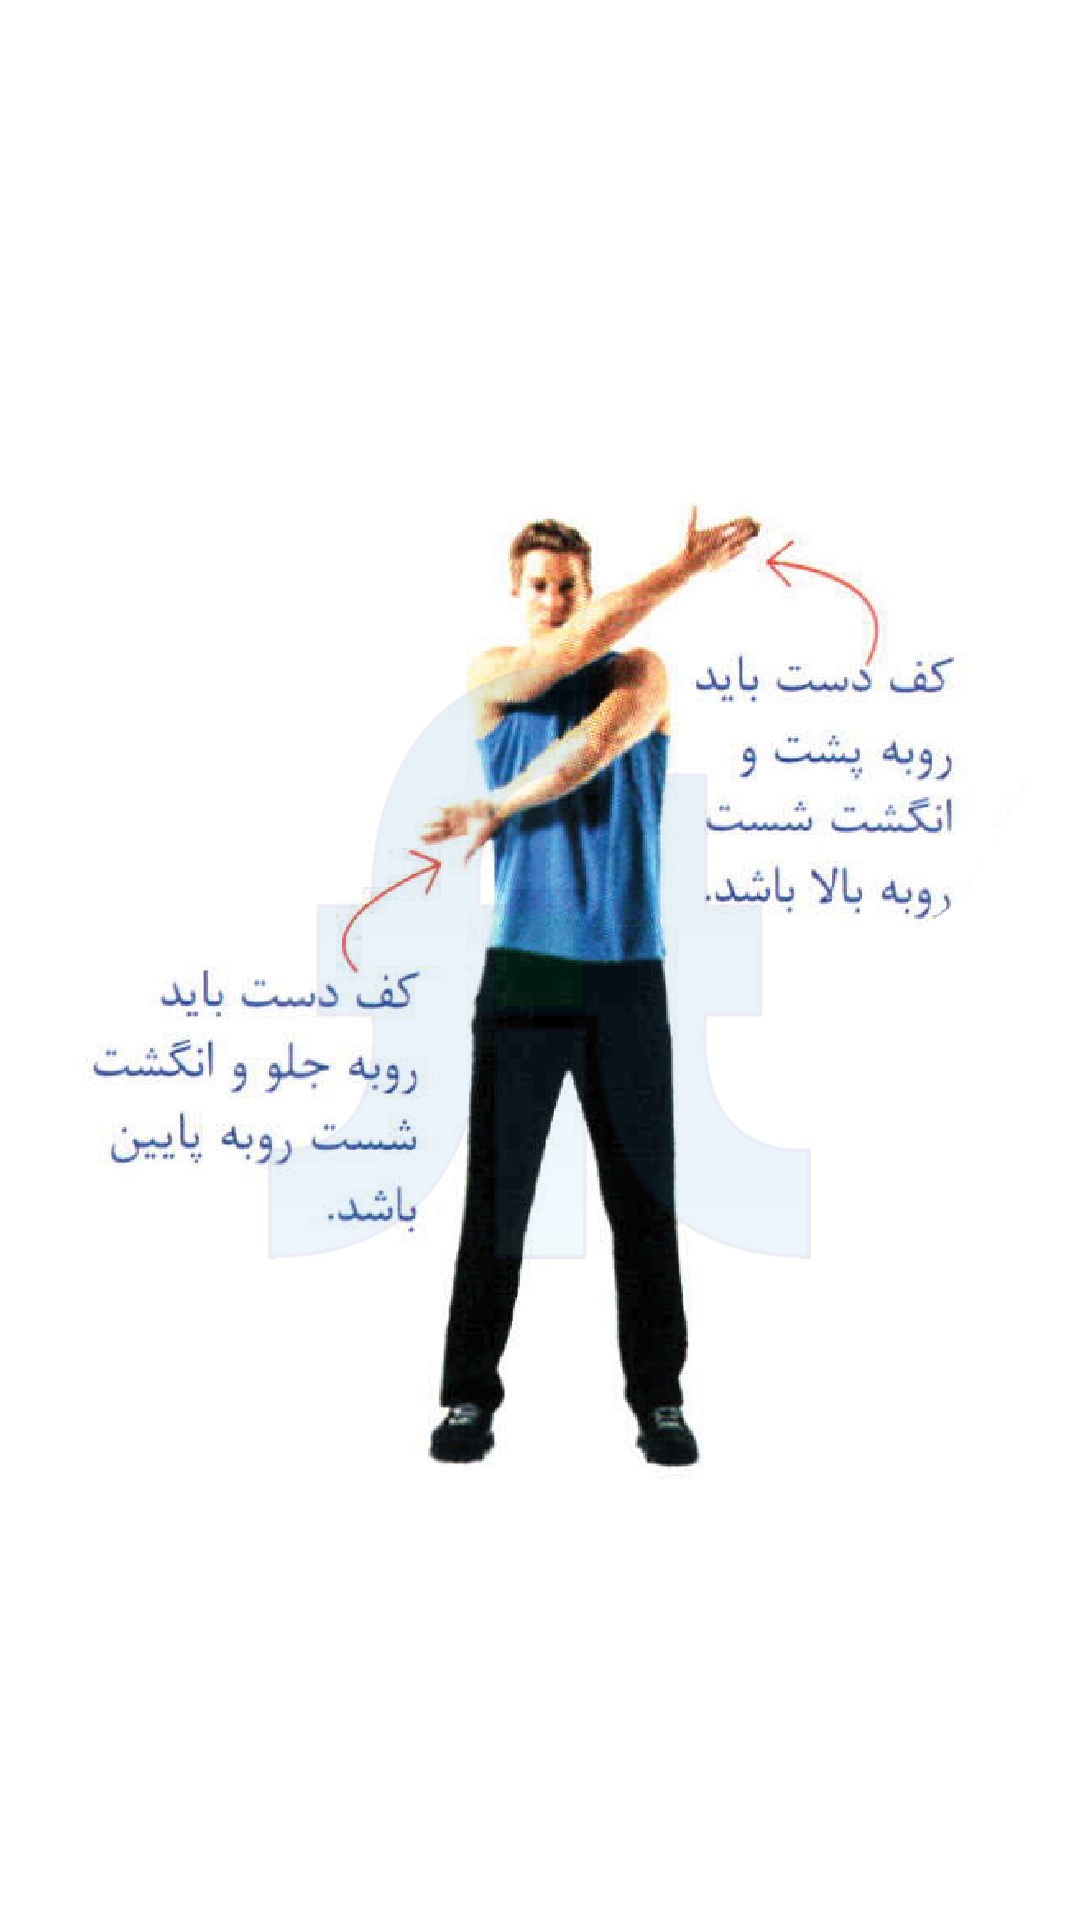 کف دست باید
روبه پشت و
انگشت شست
روبه بالا باشد.
کف دست باید
روبه جلو و انگشت
شست روبه پایین
باشد.